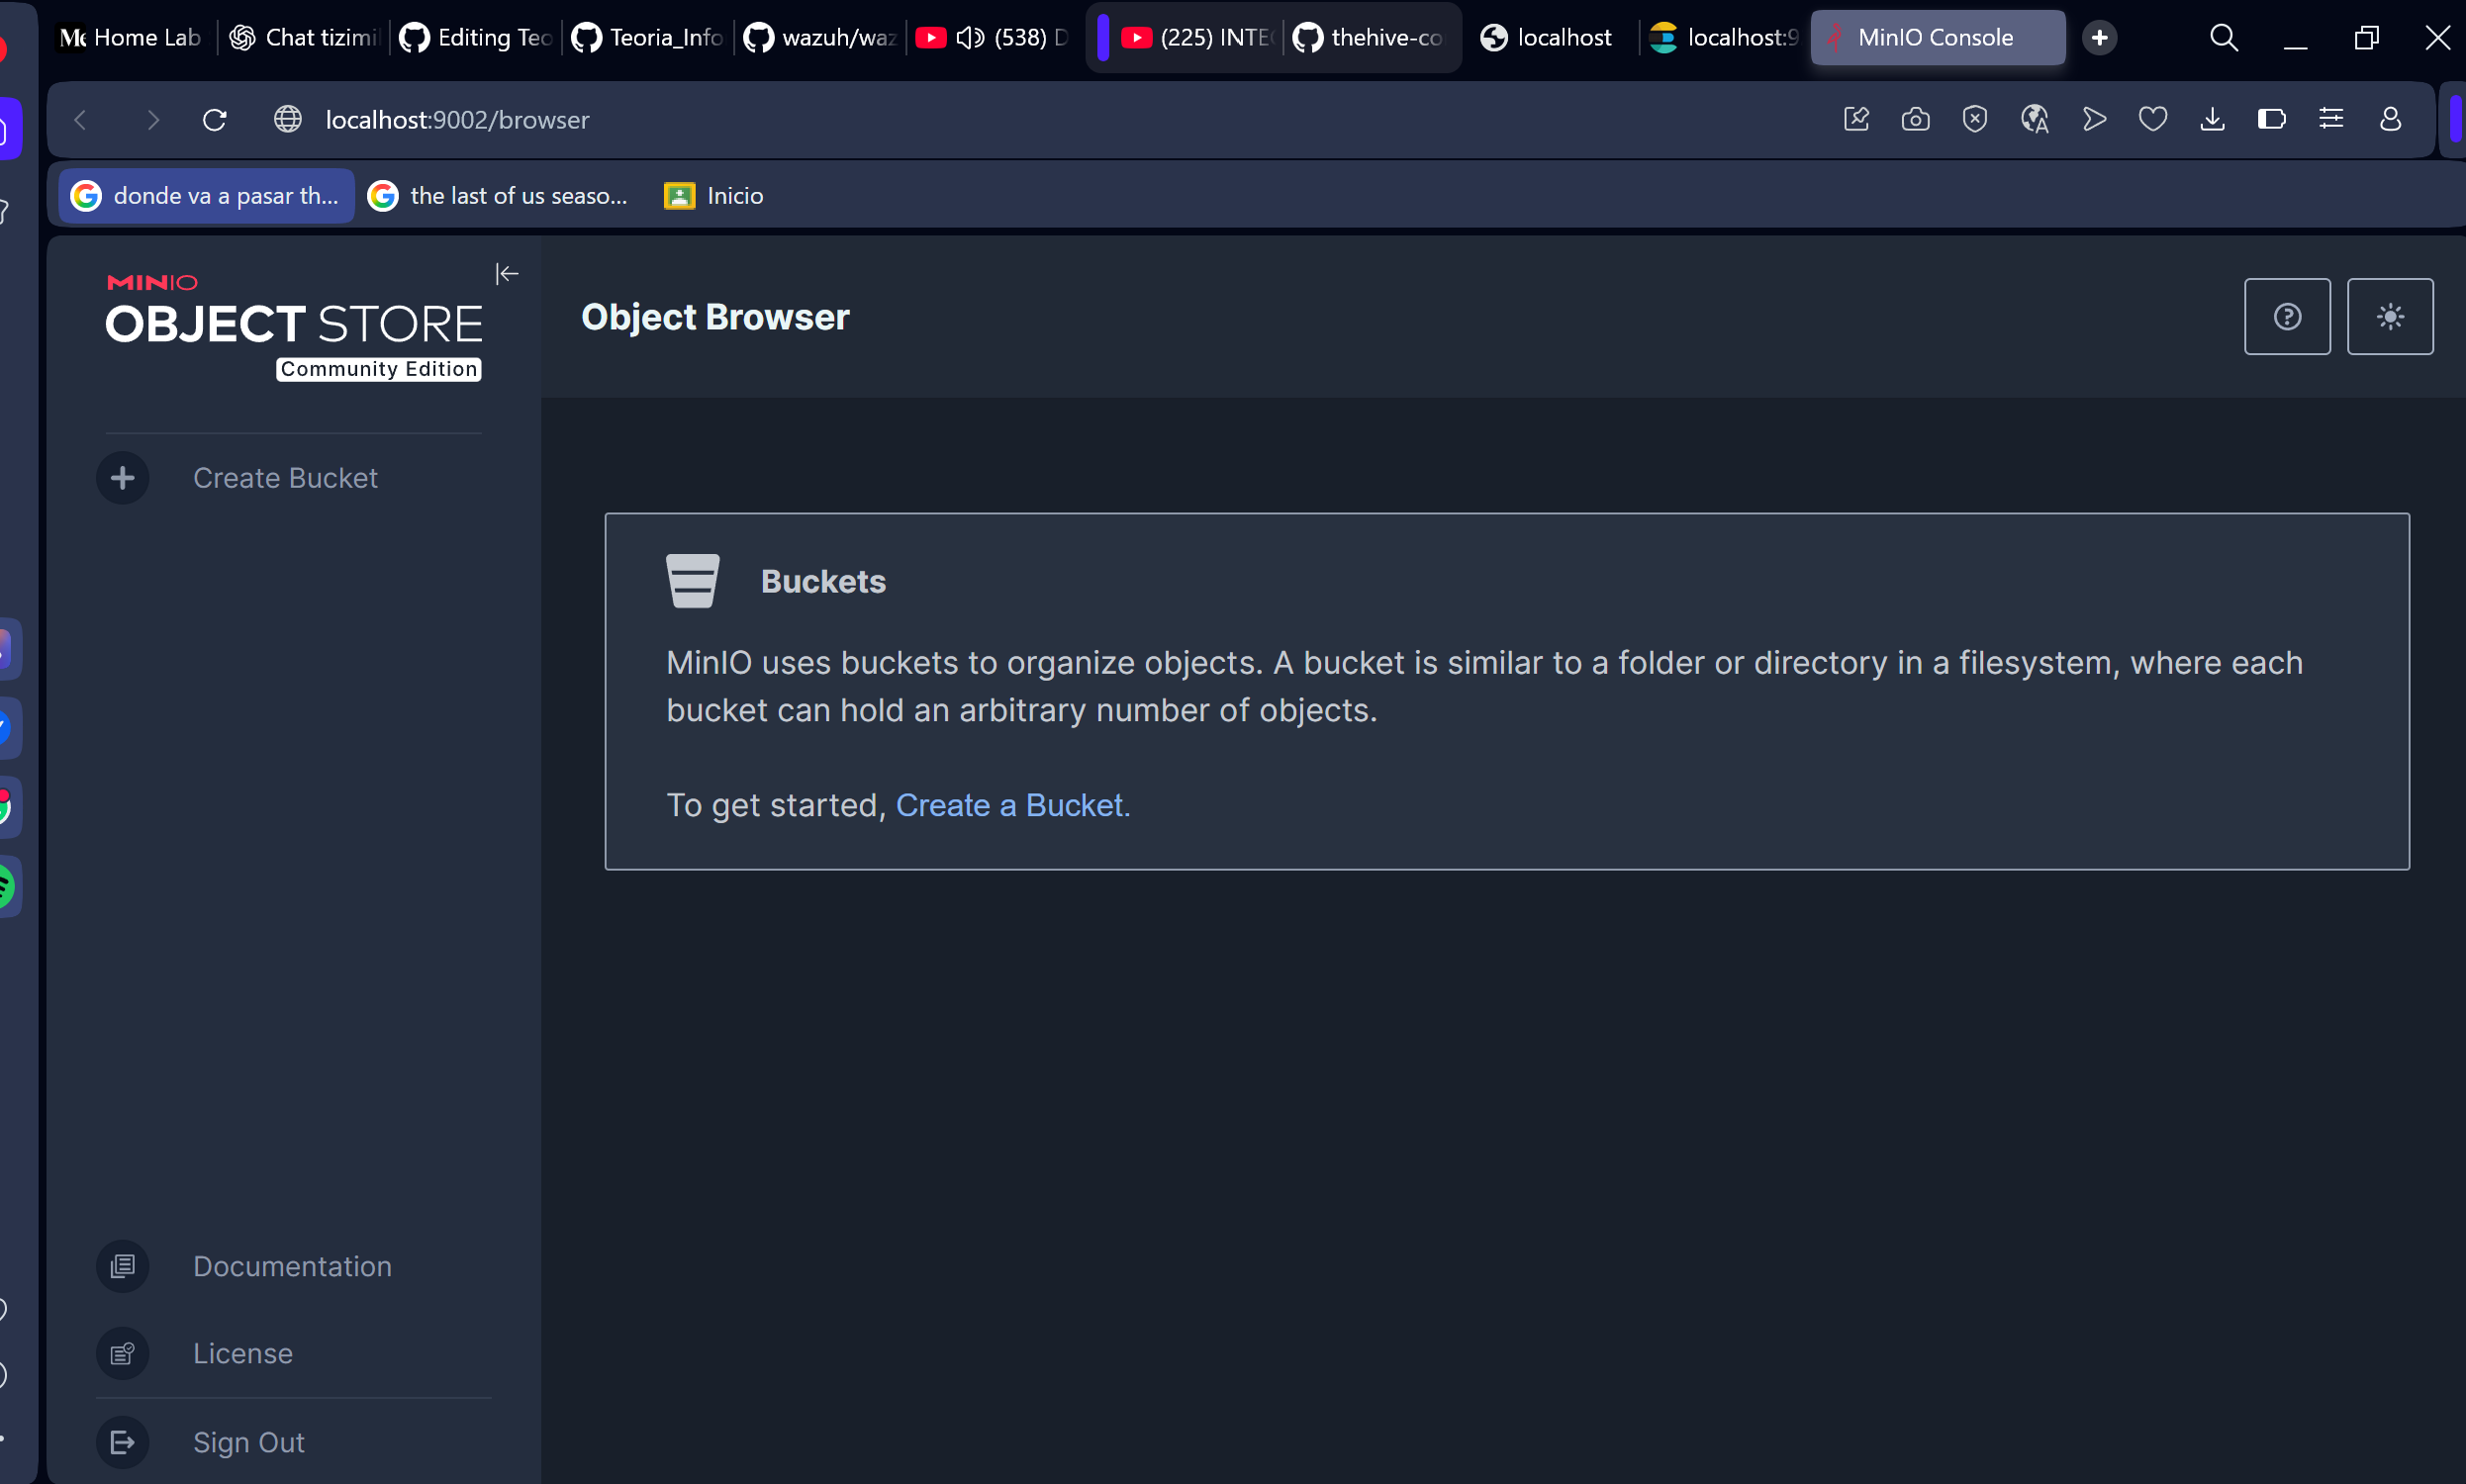 Home Lab
Chat tizimi
Editing Teo
Teoria_Info
wazuh/waz
(538) D
(225) INTE
thehive-co
localhost
localhost:9
MinIO Console
localhost:9002/browser
donde va a pasar th...
the last of us seaso...
Inicio
MINIO
OBJECT STORE
Community Edition
Create Bucket
Object Browser
Buckets
MinIO uses buckets to organize objects. A bucket is similar to a folder or directory in a filesystem, where each
bucket can hold an arbitrary number of objects.
To get started, Create a Bucket.
Documentation
License
Sign Out